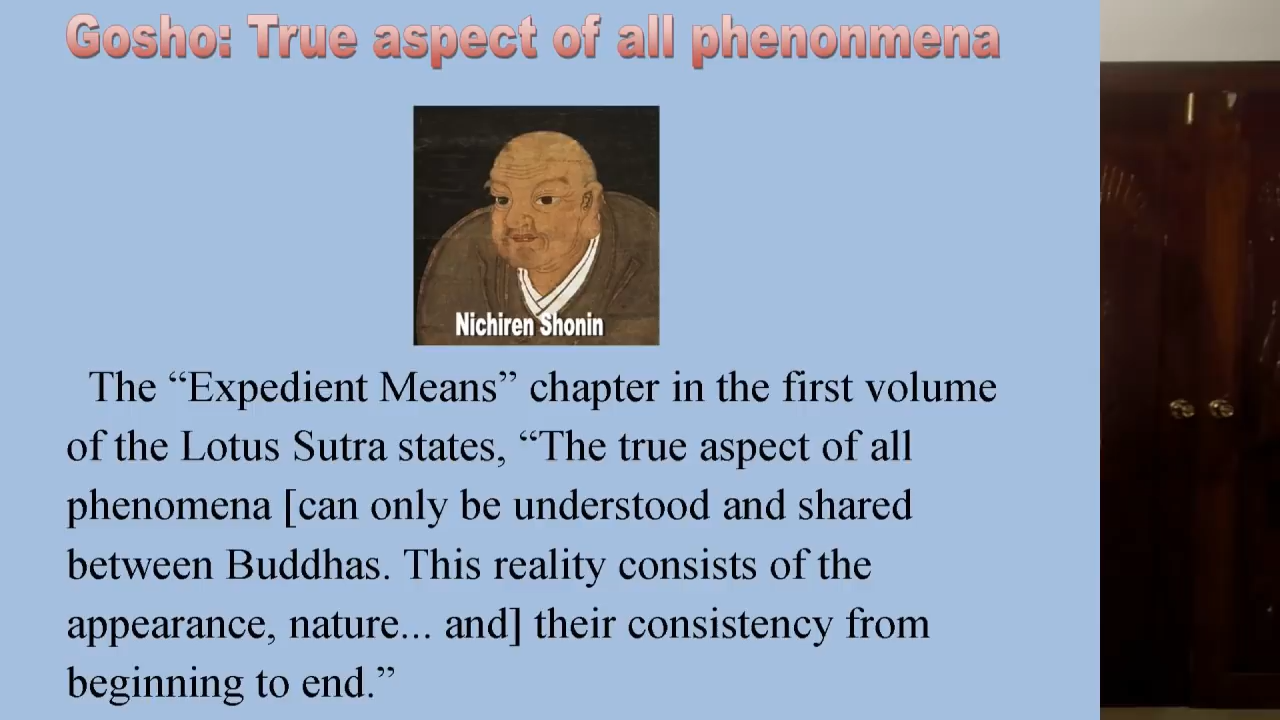 Gosho: True aspect of all phenonmena
Nichiren Shonin
The “Expedient Means” chapter in the first volume
of the Lotus Sutra states, “The true aspect of all
phenomena [can only be understood and shared
between Buddhas. This reality consists of the
appearance, nature... and] their consistency from
beginning to end.”